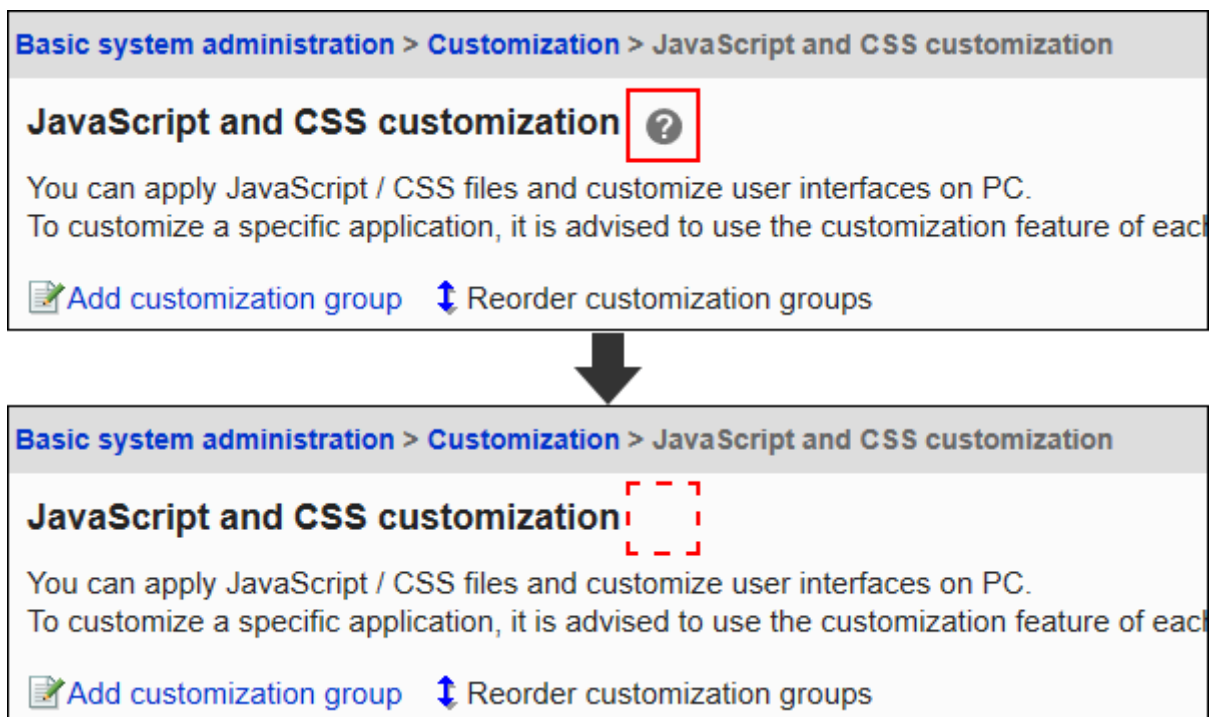 Basic system administration > Customization > JavaScript and CSS customization
JavaScript and CSS customization ?
You can apply JavaScript / CSS files and customize user interfaces on PC.
To customize a specific application, it is advised to use the customization feature of
Add customization group Reorder customization groups
Basic system administration > Customization > JavaScript and CSS customization
JavaScript and CSS customization
You can apply JavaScript / CSS files and customize user interfaces on PC.
To customize a specific application, it is advised to use the customization feature of
Add customization group Reorder customization groups